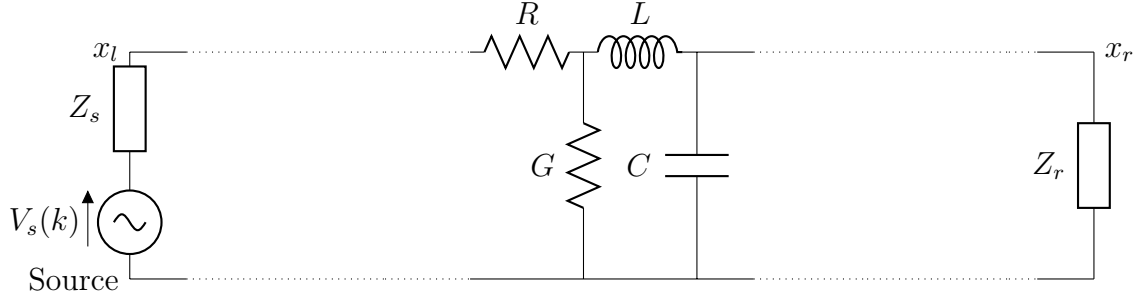 R L
x_l x_r
Z_s
G C Z_r
V_s(k)
Source